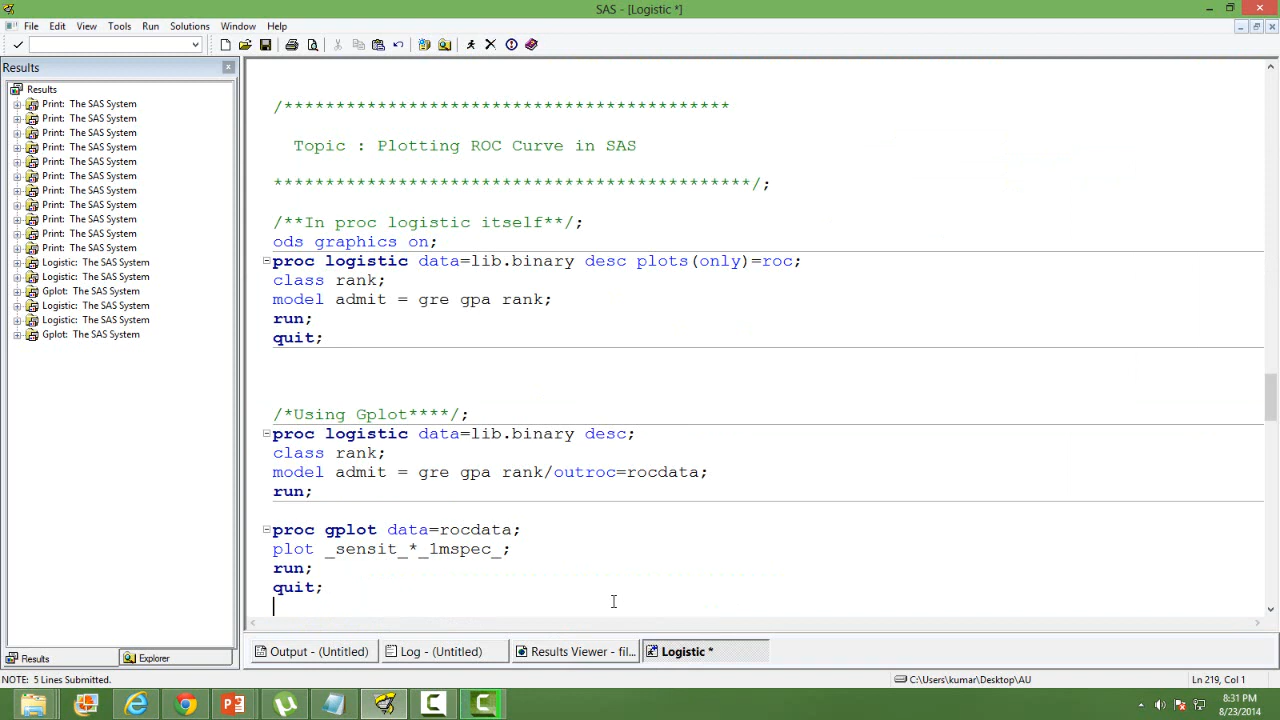 SAS - [Logistic *]
File Edit View Tools Run Solutions Window Help
Results
Results
Print: The SAS System
Print: The SAS System
Print: The SAS System
Print: The SAS System
Print: The SAS System
Print: The SAS System
Print: The SAS System
Print: The SAS System
Print: The SAS System
Print: The SAS System
Print: The SAS System
Logistic: The SAS System
Logistic: The SAS System
Gplot: The SAS System
Logistic: The SAS System
Logistic: The SAS System
Gplot: The SAS System
/*******************************************
Topic : Plotting ROC Curve in SAS
**********************************************/;
/**In proc logistic itself**/;
ods graphics on;
proc logistic data=lib.binary desc plots(only)=roc;
class rank;
model admit = gre gpa rank;
run;
quit;
/*Using Gplot****/;
proc logistic data=lib.binary desc;
class rank;
model admit = gre gpa rank/outroc=rocdata;
run;
proc gplot data=rocdata;
plot _sensit_*_1mspec_;
run;
quit;
Results Explorer
Output - (Untitled) Log - (Untitled) Results Viewer - fil... Logistic *
NOTE: 5 Lines Submitted. C:\Users\kumar\Desktop\AU Ln 219, Col 1
8:31 PM
8/23/2014